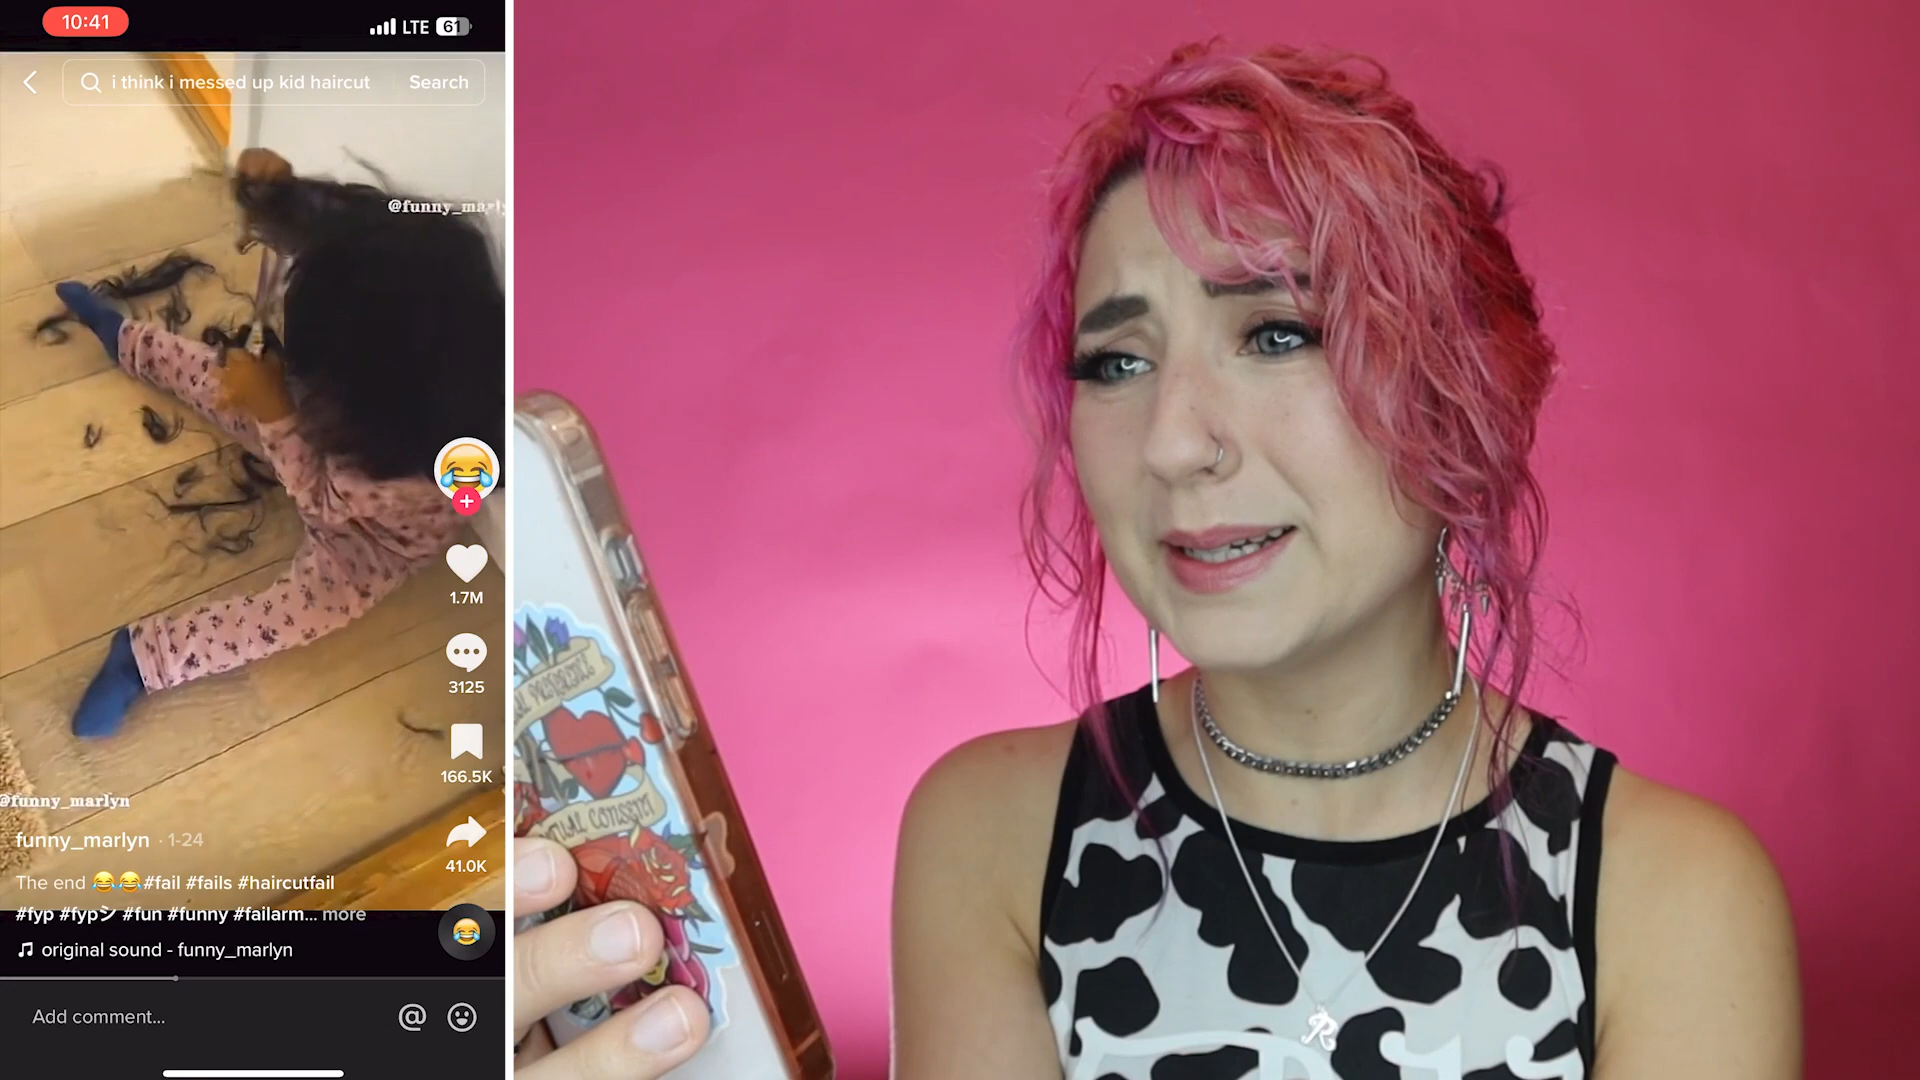 10:41
LTE 61
i think i messed up kid haircut
Search
@funny_marly
1.7M
3125
166.5K
@funny_marlyn
funny_marlyn · 1-24
41.0K
The end 😂😂#fail #fails #haircutfail
#fyp #fypシ #fun #funny #failarm... more
original sound - funny_marlyn
Add comment...
@
CONSENT
R